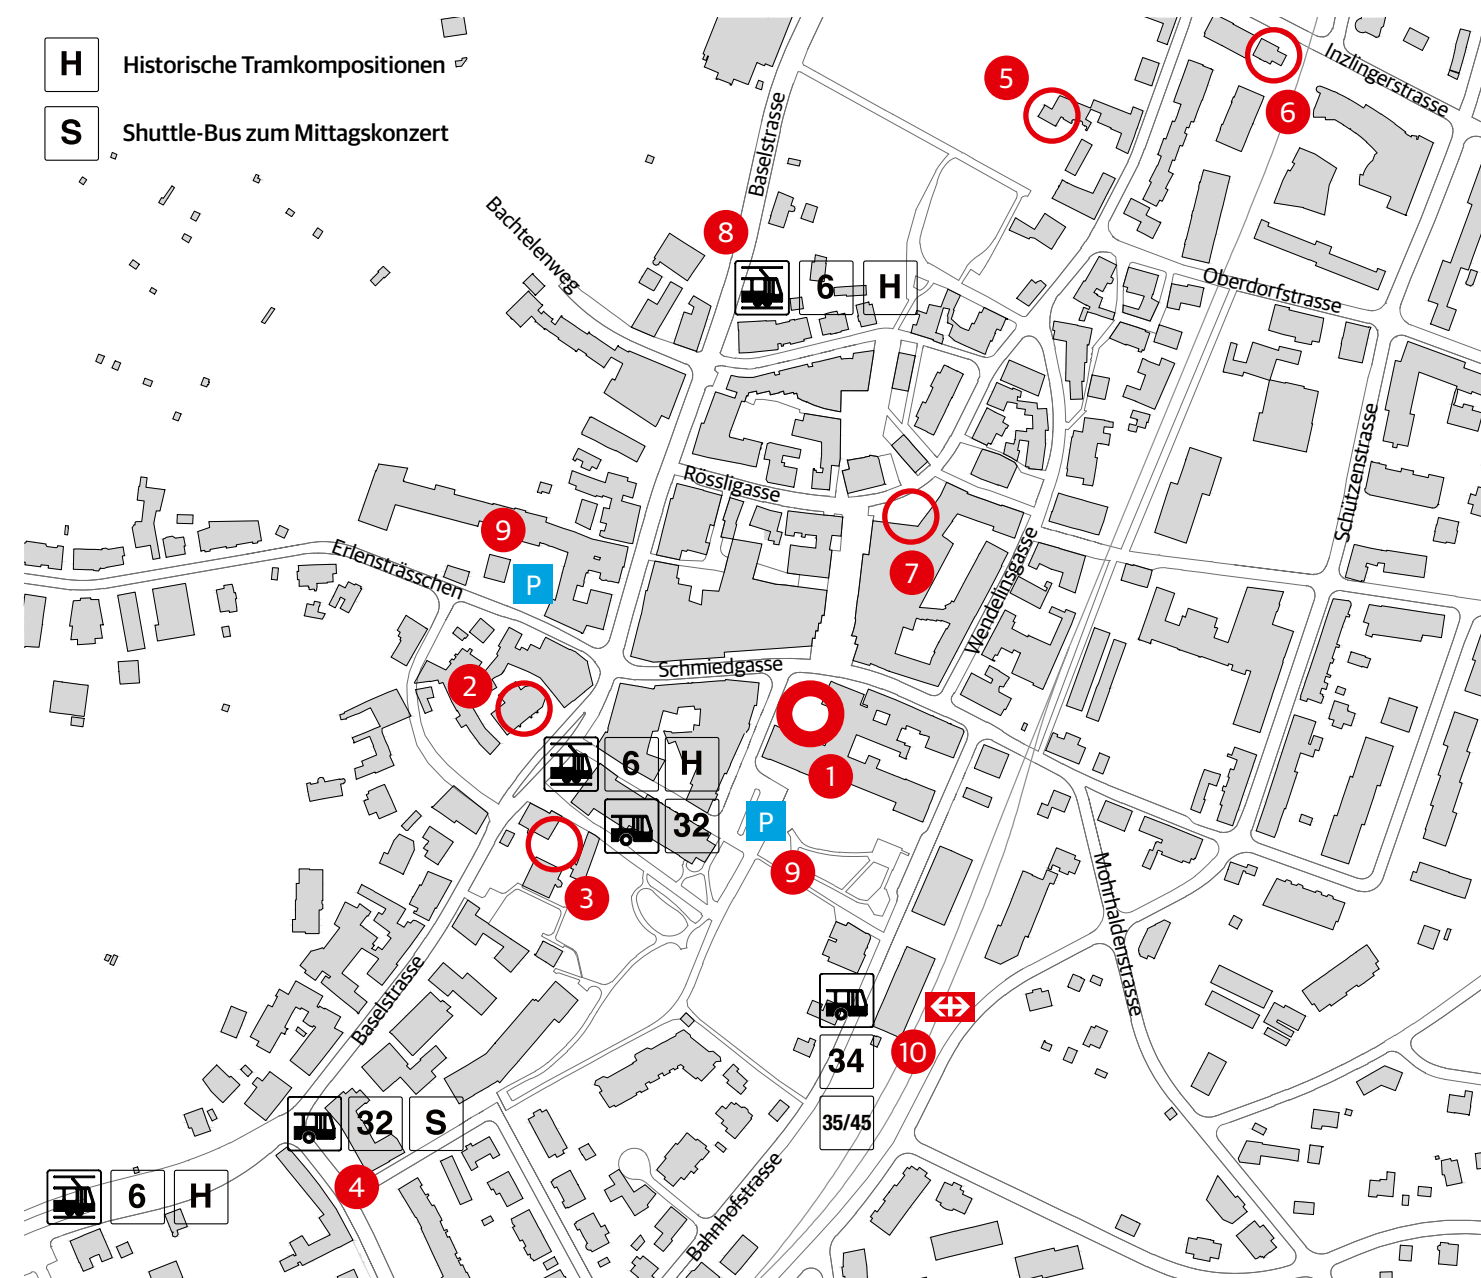 H Historische Tramkompositionen
S Shuttle-Bus zum Mittagskonzert
Inzlingerstrasse
5
6
Baselstrasse
Bachtelenweg
8
6 H
Oberdorfstrasse
Schützenstrasse
Rössligasse
9
P
7
Erlensträsschen
Wendelinsgasse
Schmiedgasse
2
1
6 H
32
P
3
9
Mohrhaldenstrasse
Baselstrasse
34
10
35/45
32 S
4
6 H
Bahnhofstrasse